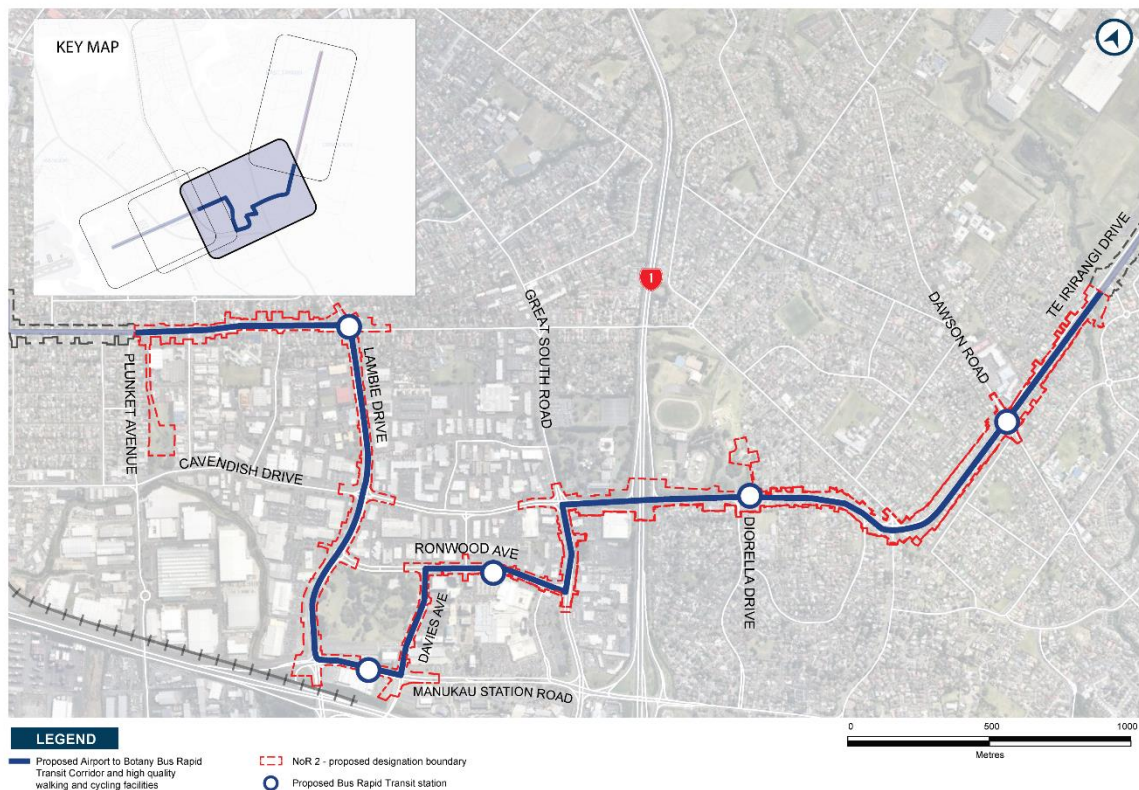 KEY MAP
1
GREAT SOUTH ROAD
TE IRIRANGI DRIVE
DAWSON ROAD
PLUNKET AVENUE
LAMBIE DRIVE
CAVENDISH DRIVE
RONWOOD AVE
DAVIES AVE
DIORELLA DRIVE
MANUKAU STATION ROAD
LEGEND
Proposed Airport to Botany Bus Rapid
Transit Corridor and high quality
walking and cycling facilities
NoR 2 - proposed designation boundary
Proposed Bus Rapid Transit station
0 500 1000
Metres